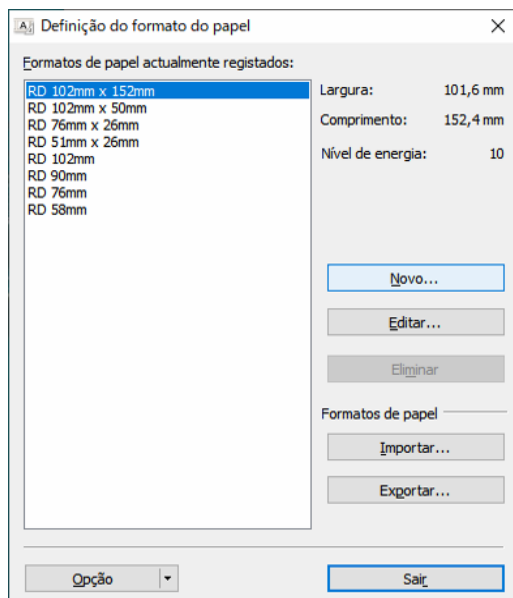 Definição do formato do papel
Formatos de papel actualmente registados:
RD 102mm x 152mm
RD 102mm x 50mm
RD 76mm x 26mm
RD 51mm x 26mm
RD 102mm
RD 90mm
RD 76mm
RD 58mm
Largura: 101,6 mm
Comprimento: 152,4 mm
Nível de energia: 10
Novo...
Editar...
Eliminar
Formatos de papel
Importar...
Exportar...
Opção
Sair